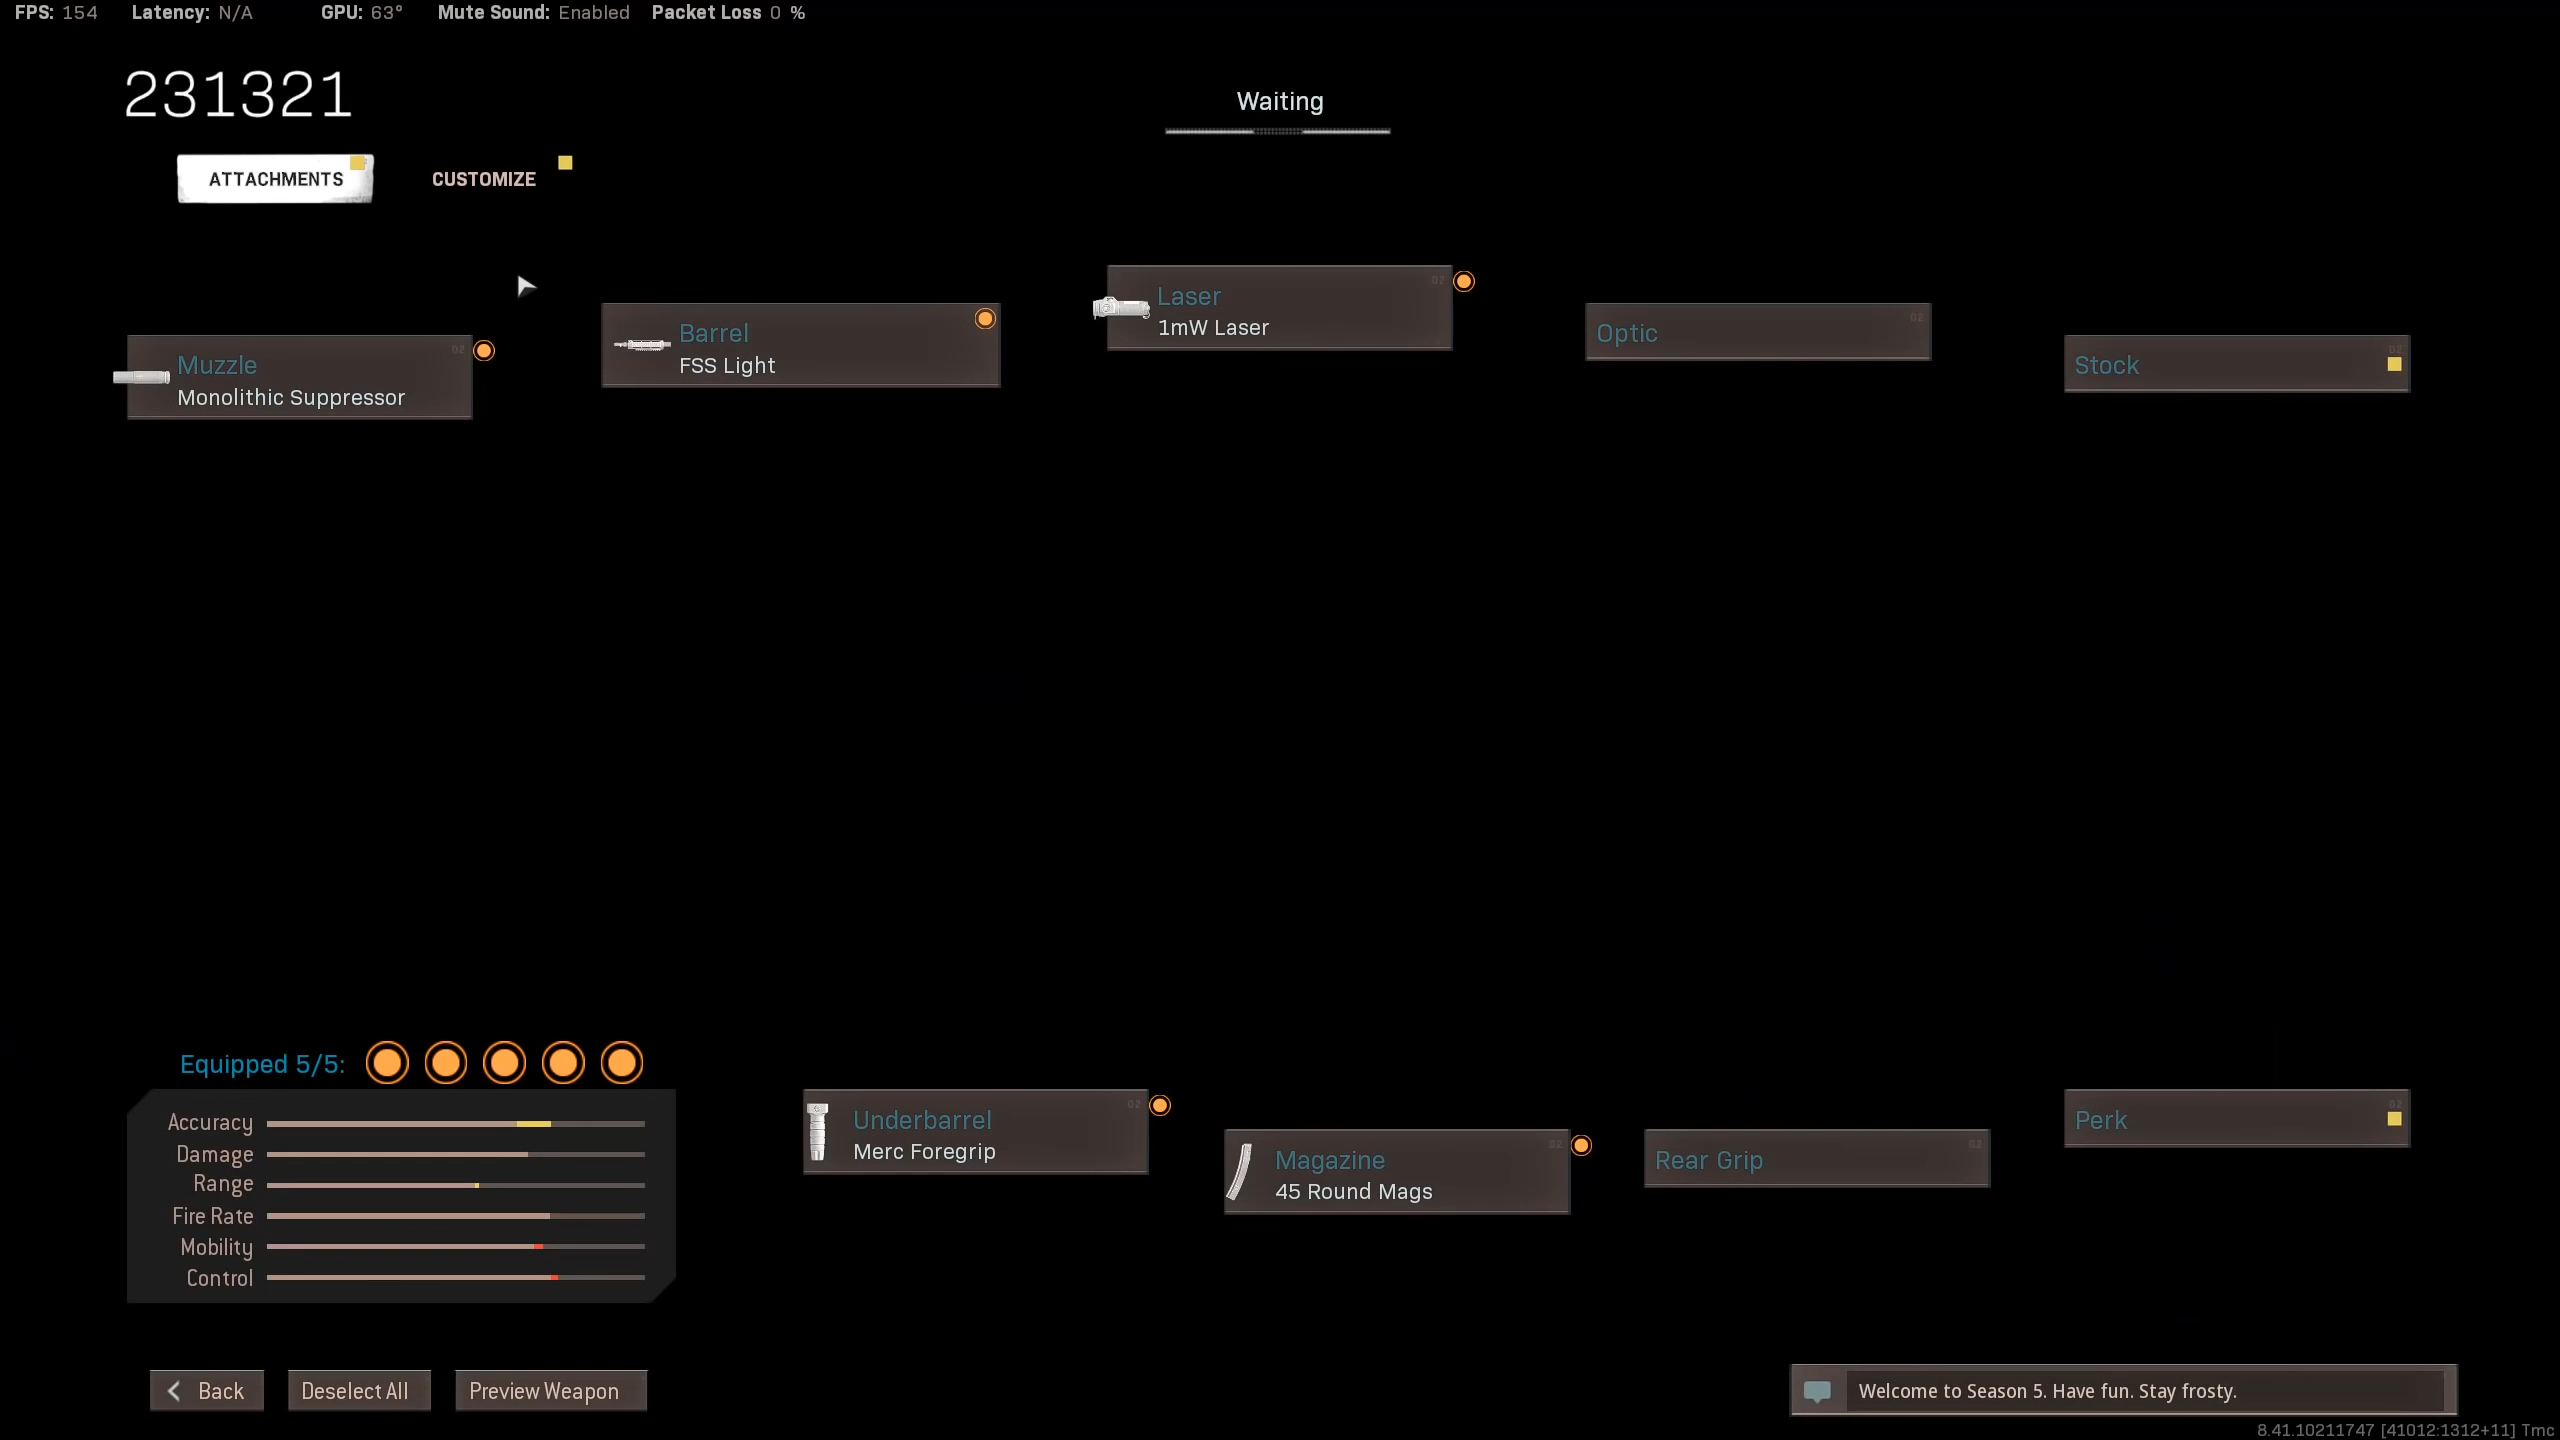 FPS: 154 Latency: N/A GPU: 63° Mute Sound: Enabled Packet Loss 0 %
231321
Waiting
ATTACHMENTS CUSTOMIZE
Laser
1mW Laser
Barrel
FSS Light
Optic
Muzzle
Monolithic Suppressor
Stock
Equipped 5/5:
Accuracy
Damage
Range
Fire Rate
Mobility
Control
Underbarrel
Merc Foregrip
Magazine
45 Round Mags
Rear Grip
Perk
Back Deselect All Preview Weapon
Welcome to Season 5. Have fun. Stay frosty.
8.41.10211747 [41012:1312+11] Tmc